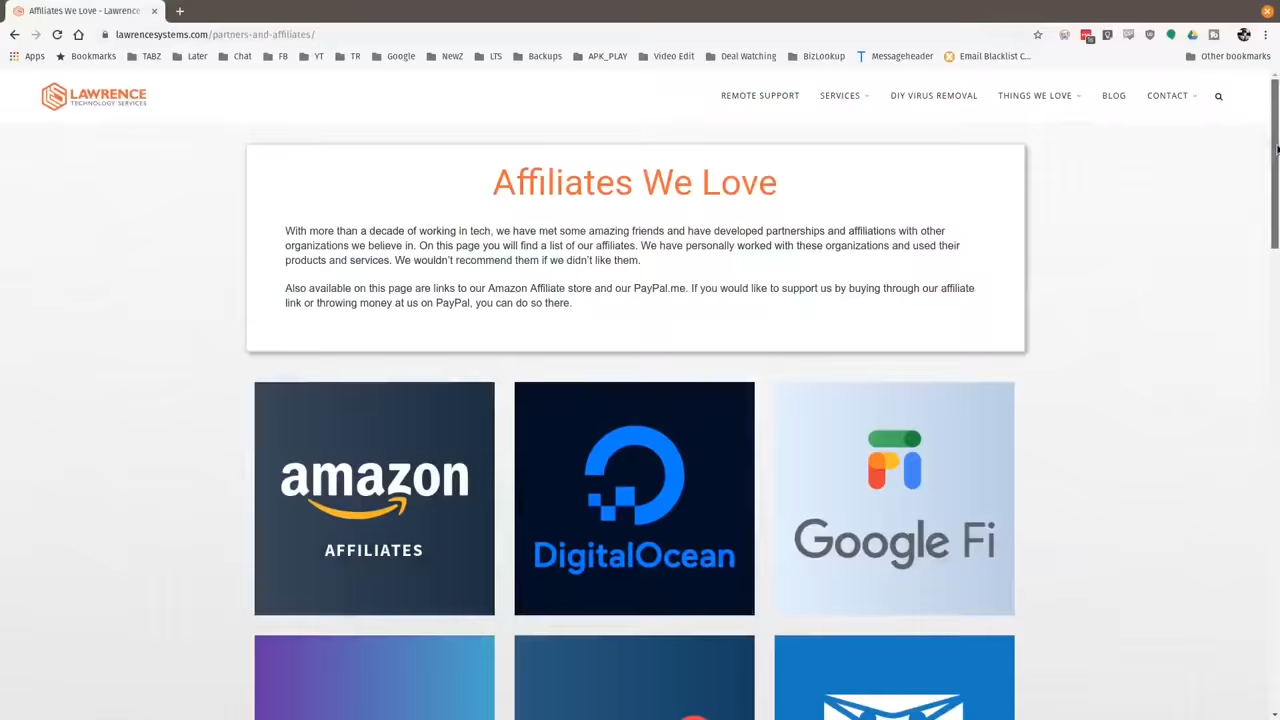 Affiliates We Love - Lawrence
lawrencesystems.com/partners-and-affiliates/
Apps Bookmarks TABZ Later Chat FB YT TR Google NewZ LTS Backups APK_PLAY Video Edit Deal Watching BizLookup Messageheader Email Blacklist C... Other bookmarks
LAWRENCE
TECHNOLOGY SERVICES
REMOTE SUPPORT SERVICES DIY VIRUS REMOVAL THINGS WE LOVE BLOG CONTACT
Affiliates We Love
With more than a decade of working in tech, we have met some amazing friends and have developed partnerships and affiliations with other
organizations we believe in. On this page you will find a list of our affiliates. We have personally worked with these organizations and used their
products and services. We wouldn't recommend them if we didn't like them.
Also available on this page are links to our Amazon Affiliate store and our PayPal.me. If you would like to support us by buying through our affiliate
link or throwing money at us on PayPal, you can do so there.
amazon
AFFILIATES
DigitalOcean
Google Fi